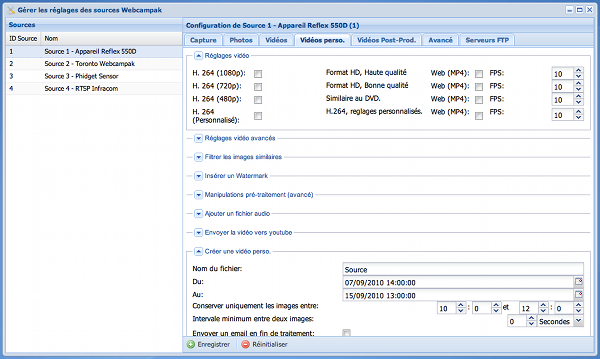 Gérer les réglages des sources Webcampak
Sources
ID Source Nom
1 Source 1 - Appareil Reflex 550D
2 Source 2 - Toronto Webcampak
3 Source 3 - Phidget Sensor
4 Source 4 - RTSP Infracom
Configuration de Source 1 - Appareil Reflex 550D (1)
Capture Photos Vidéos Vidéos perso. Vidéos Post-Prod. Avancé Serveurs FTP
Réglages vidéo
H. 264 (1080p): Format HD, Haute qualité Web (MP4): FPS: 10
H. 264 (720p): Format HD, Bonne qualité Web (MP4): FPS: 10
H. 264 (480p): Similaire au DVD. Web (MP4): FPS: 10
H. 264 (Personnalisé): H.264, reglages personnalisés. Web (MP4): FPS: 10
Réglages vidéo avancés
Filtrer les images similaires
Insérer un Watermark
Manipulations pré-traitement (avancé)
Ajouter un fichier audio
Envoyer la vidéo vers youtube
Créer une vidéo perso.
Nom du fichier: Source
Du: 07/09/2010 14:00:00
Au: 15/09/2010 13:00:00
Conserver uniquement les images entre: 10 : 0 et 12 : 0
Intervale minimum entre deux images: 0 Secondes
Envoyer un email en fin de traitement:
Enregistrer Réinitialiser